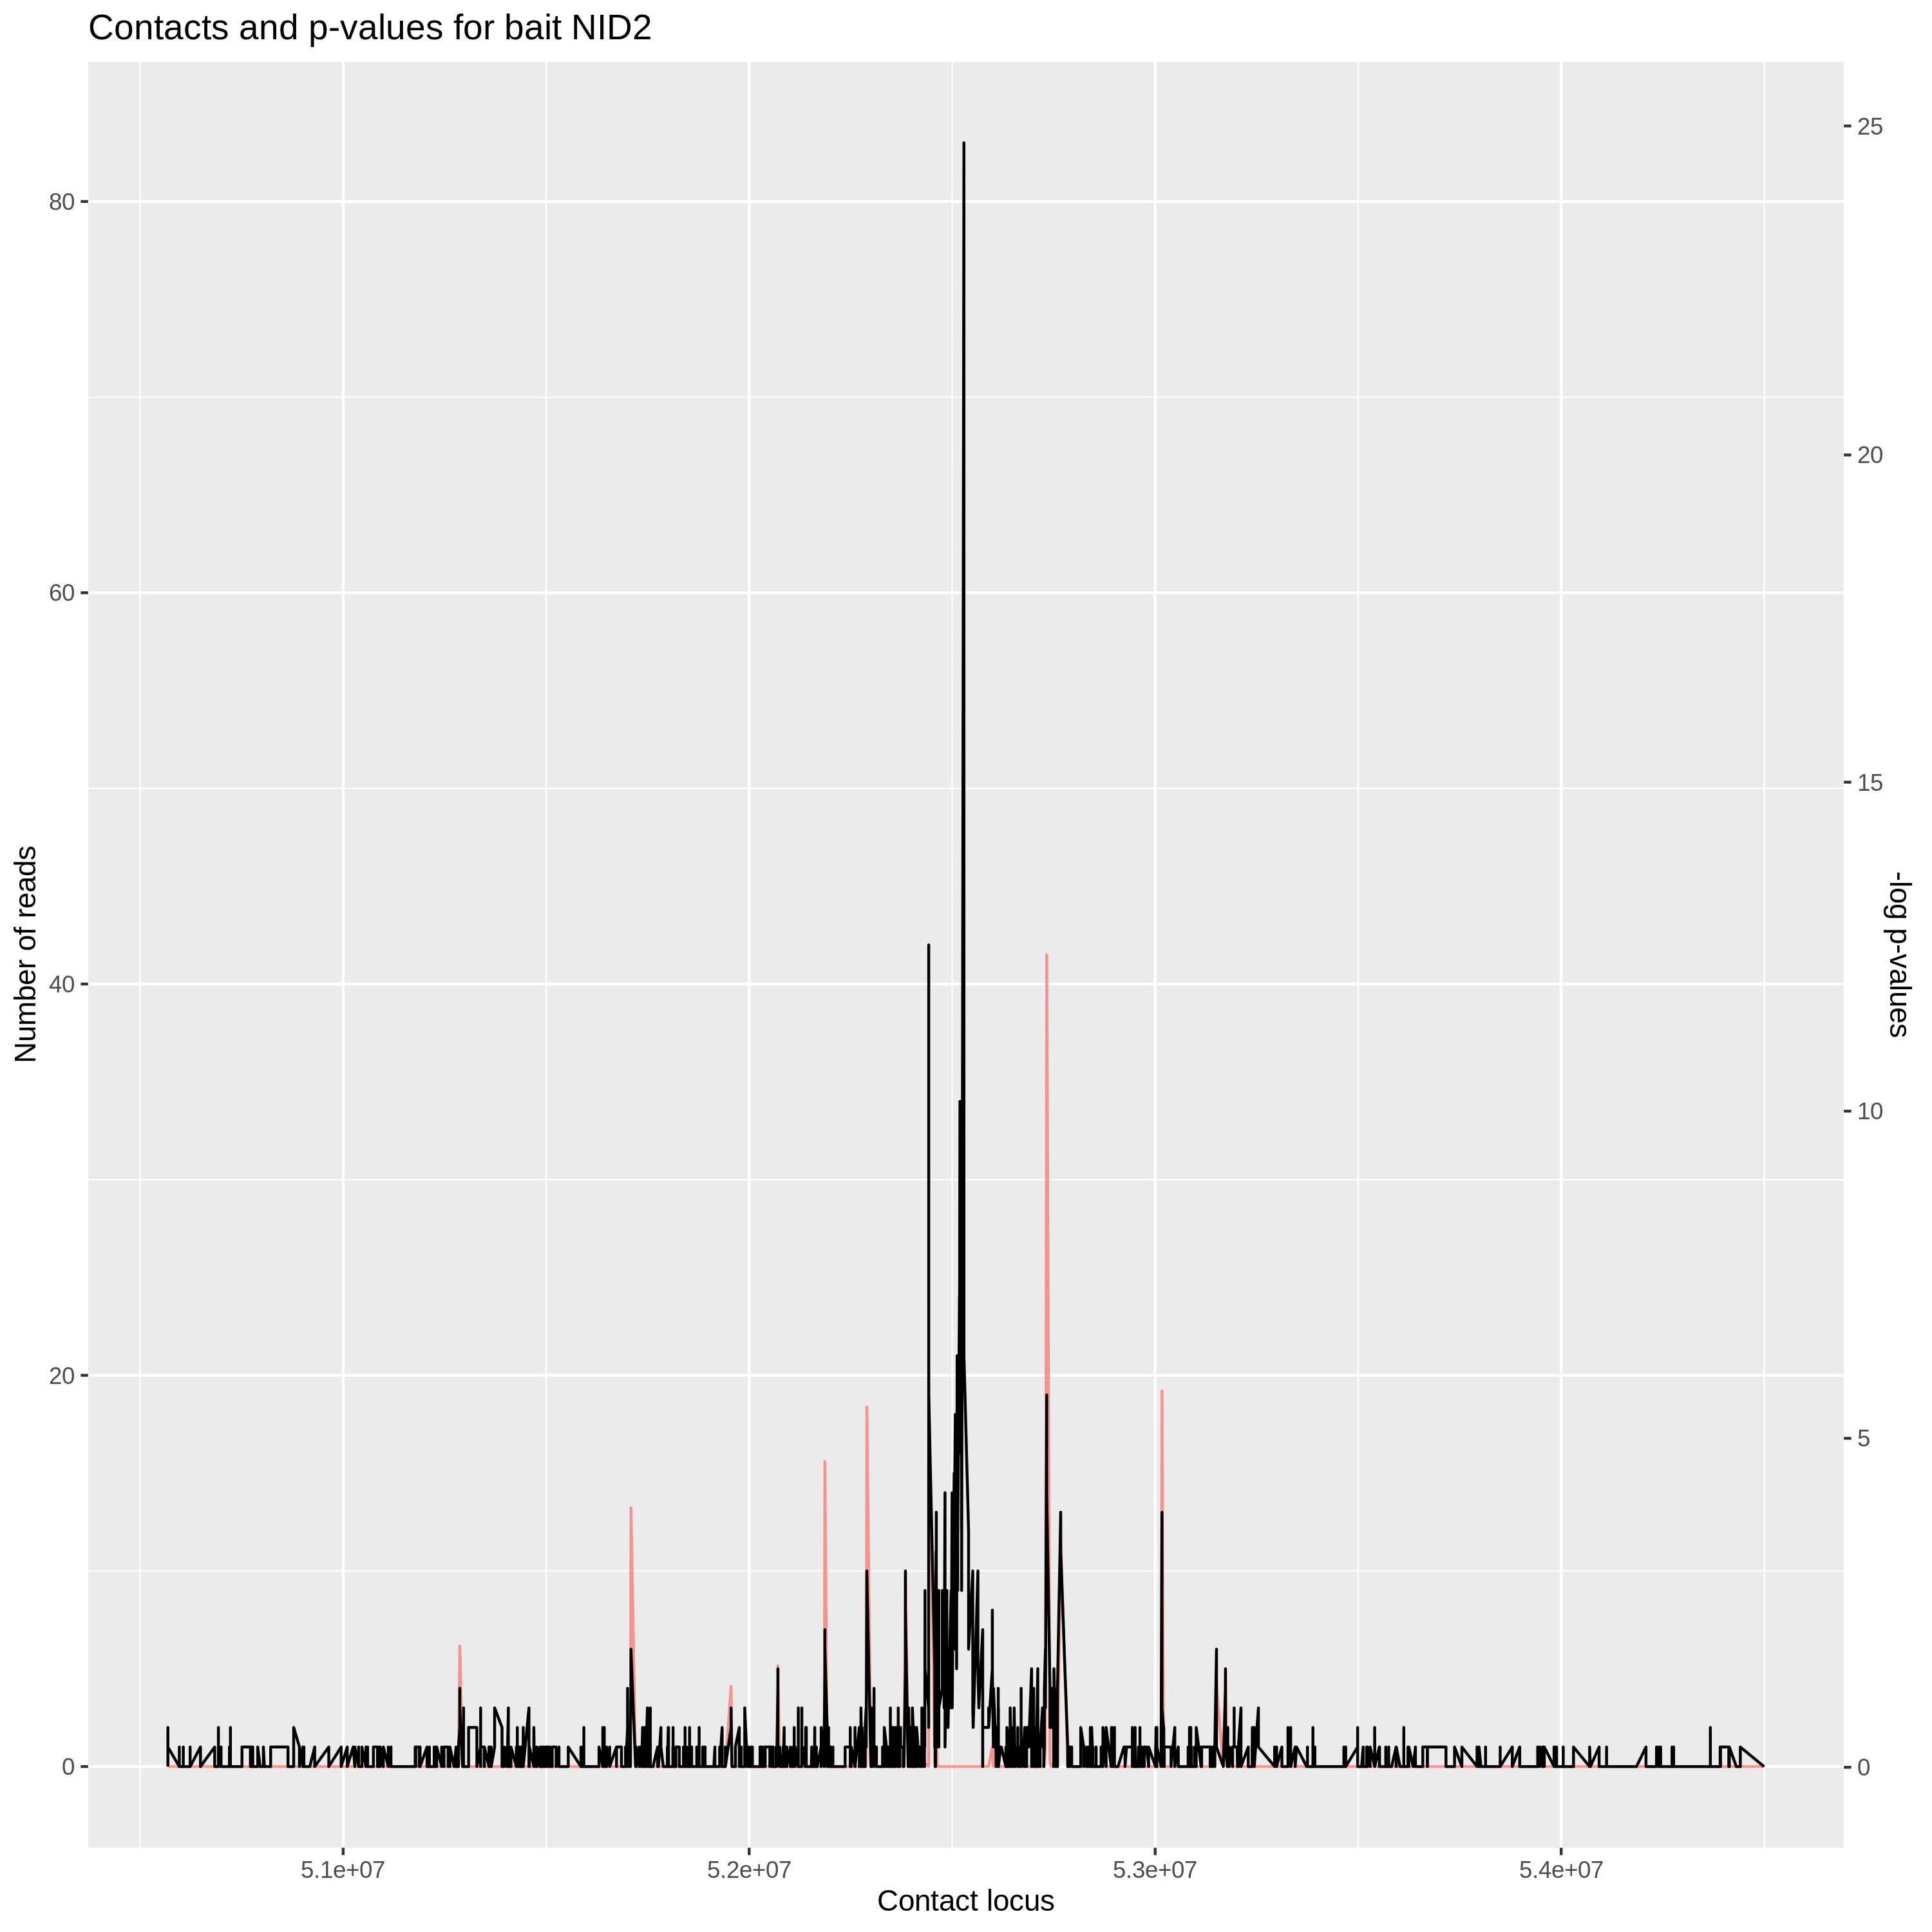 Contacts and p-values for bait NID2
80
60
40
20
0
Number of reads
25
20
15
10
5
0
-log p-values
5.1e+07
5.2e+07
5.3e+07
5.4e+07
Contact locus